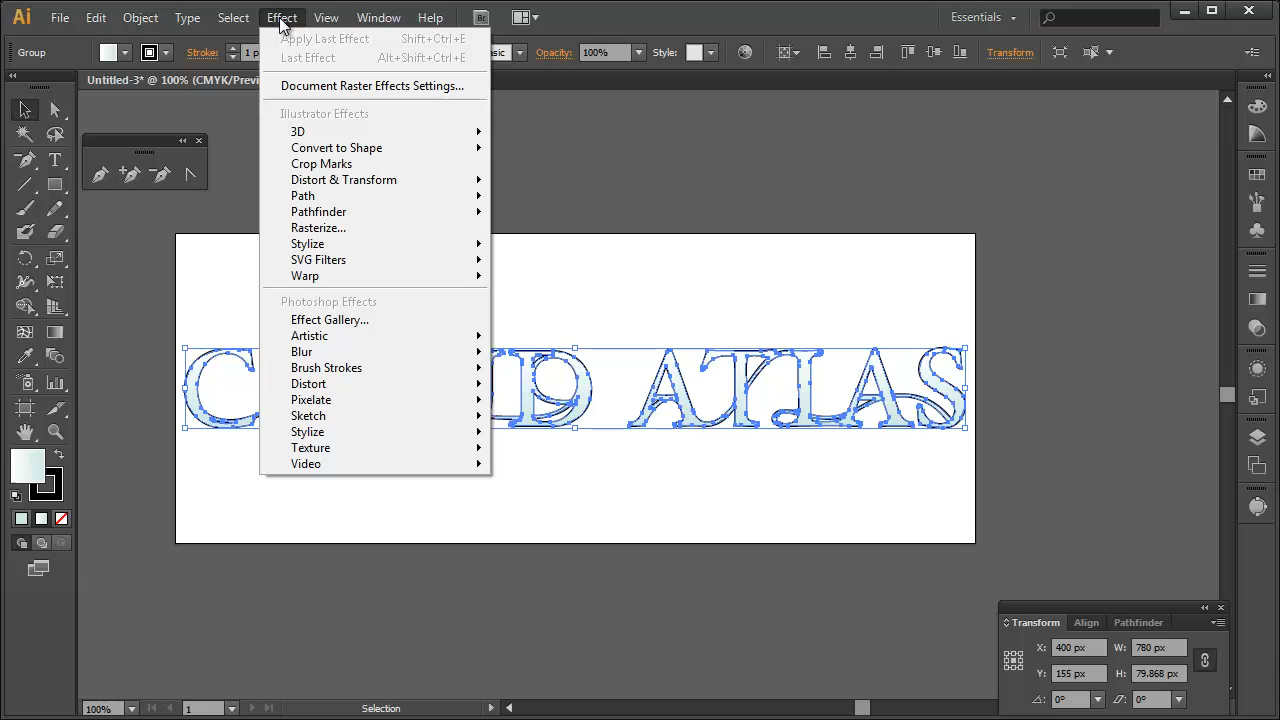 Ai File Edit Object Type Select Effect View Window Help Br Essentials
Group Stroke: 1 p Opacity: 100% Style: Transform
Untitled-3* @ 100% (CMYK/Previ
Apply Last Effect Shift+Ctrl+E
Last Effect Alt+Shift+Ctrl+E
Document Raster Effects Settings...
Illustrator Effects
3D
Convert to Shape
Crop Marks
Distort & Transform
Path
Pathfinder
Rasterize...
Stylize
SVG Filters
Warp
Photoshop Effects
Effect Gallery...
Artistic
Blur
Brush Strokes
Distort
Pixelate
Sketch
Stylize
Texture
Video
ATLAS
Transform Align Pathfinder
X: 400 px W: 780 px
Y: 155 px H: 79.868 px
0° 0°
100% 1 Selection